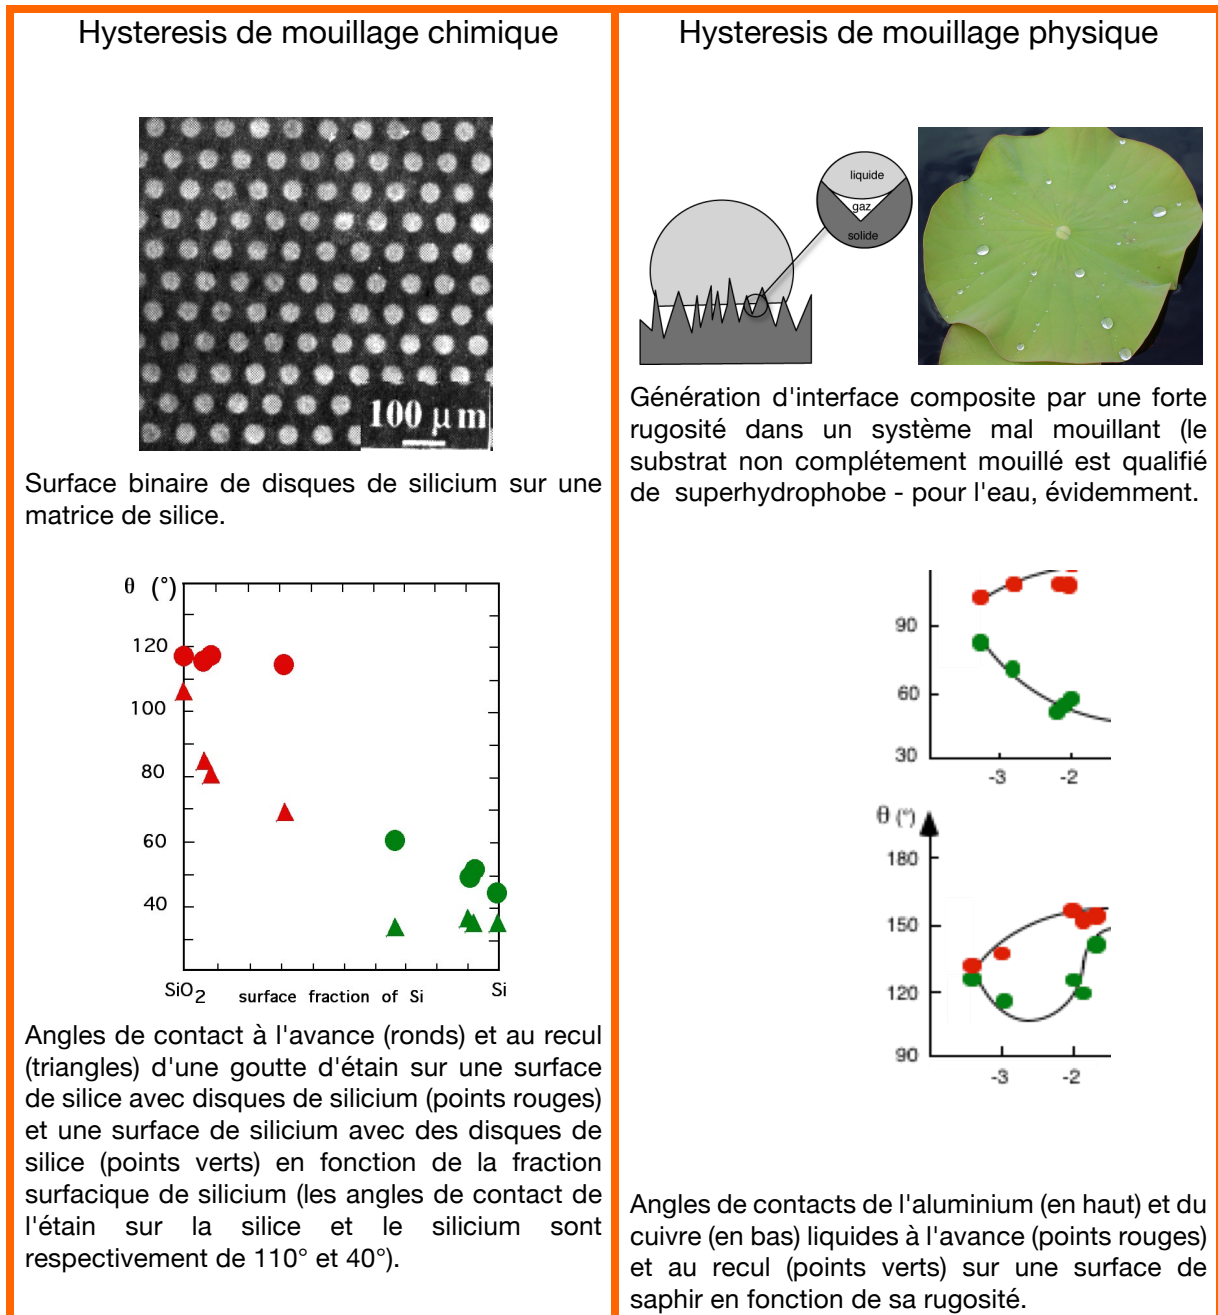 Hysteresis de mouillage chimique
100 μm
Surface binaire de disques de silicium sur une
matrice de silice.
θ (°)
120
100
80
60
40
SiO2 surface fraction of Si Si
Angles de contact à l'avance (ronds) et au recul
(triangles) d'une goutte d'étain sur une surface
de silice avec disques de silicium (points rouges)
et une surface de silicium avec des disques de
silice (points verts) en fonction de la fraction
surfacique de silicium (les angles de contact de
l'étain sur la silice et le silicium sont
respectivement de 110° et 40°).
Hysteresis de mouillage physique
liquide
gaz
solide
Génération d'interface composite par une forte
rugosité dans un système mal mouillant (le
substrat non complétement mouillé est qualifié
de superhydrophobe - pour l'eau, évidemment.
90
60
30
-3 -2
θ (°)
180
150
120
90
-3 -2
Angles de contacts de l'aluminium (en haut) et du
cuivre (en bas) liquides à l'avance (points rouges)
et au recul (points verts) sur une surface de
saphir en fonction de sa rugosité.